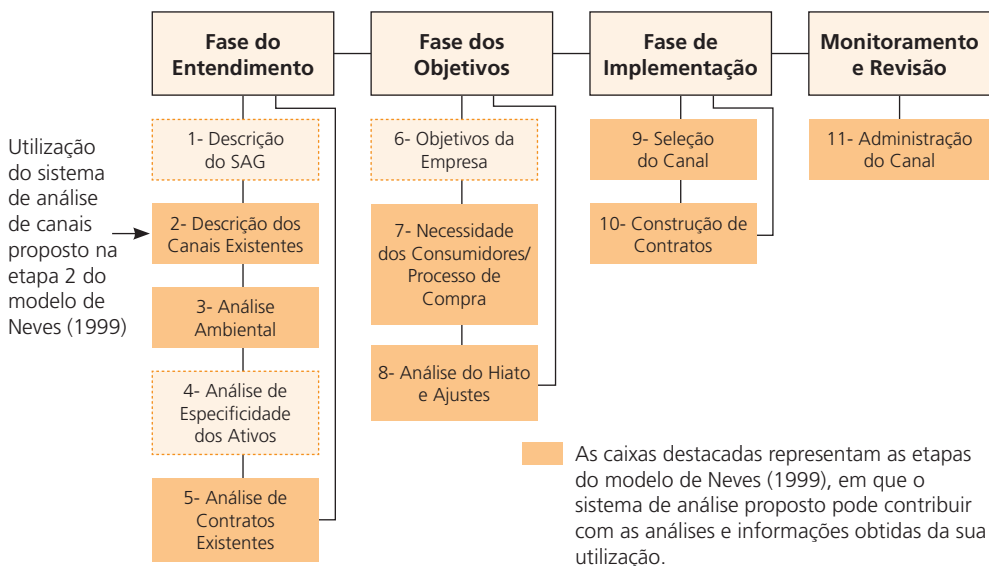 Fase do
Entendimento
Fase dos
Objetivos
Fase de
Implementação
Monitoramento
e Revisão
Utilização
do sistema
de análise
de canais
proposto na
etapa 2 do
modelo de
Neves (1999)
1- Descrição
do SAG
2- Descrição dos
Canais Existentes
3- Análise
Ambiental
4- Análise de
Especificidade
dos Ativos
5- Análise de
Contratos
Existentes
6- Objetivos da
Empresa
7- Necessidade
dos Consumidores/
Processo de
Compra
8- Análise do Hiato
e Ajustes
9- Seleção
do Canal
10- Construção de
Contratos
11- Administração
do Canal
As caixas destacadas representam as etapas
do modelo de Neves (1999), em que o
sistema de análise proposto pode contribuir
com as análises e informações obtidas da sua
utilização.